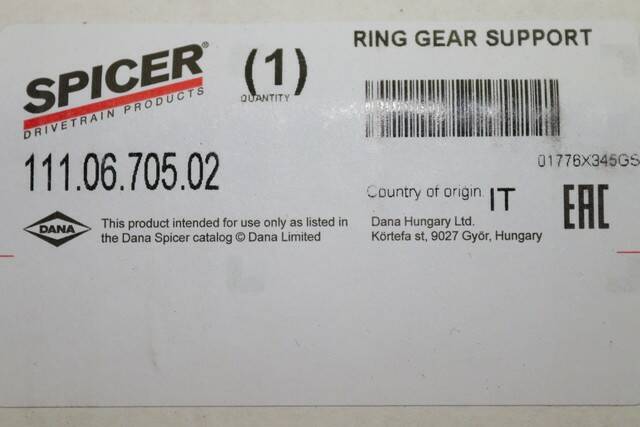 SPICER®
DRIVETRAIN PRODUCTS
(1)
QUANTITY
RING GEAR SUPPORT
01776X345GS
111.06.705.02
Country of origin IT
EAC
DANA
This product intended for use only as listed in
the Dana Spicer catalog © Dana Limited
Dana Hungary Ltd.
Körtefa st, 9027 Győr, Hungary